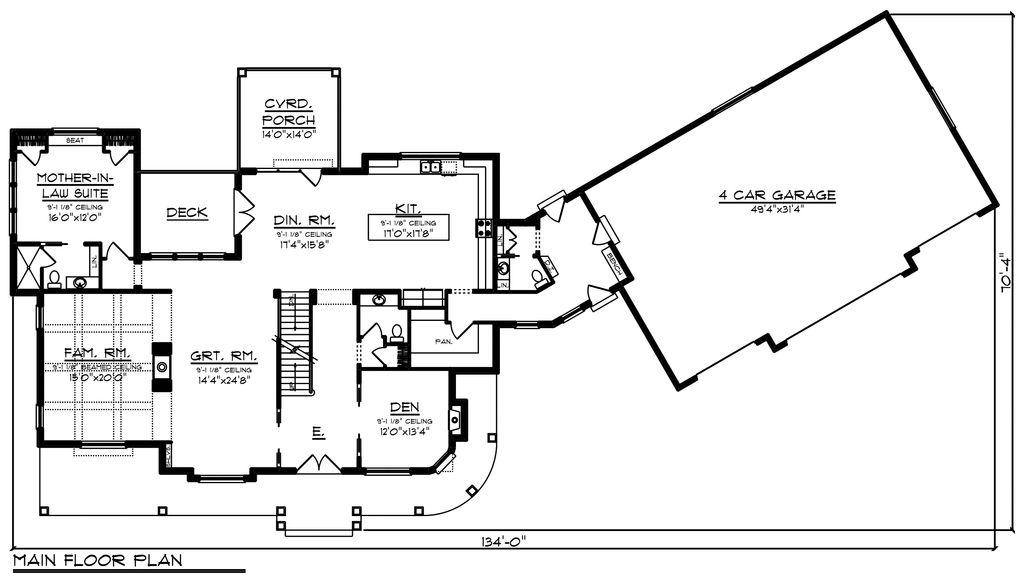 CVRD.
PORCH
14'0"x14'0"
SEAT
MOTHER-IN-
LAW SUITE
9'-1 1/8" CEILING
16'0"x12'0"
DECK
DIN. RM.
9'-1 1/8" CEILING
17'4"x15'8"
KIT.
9'-1 1/8" CEILING
17'0"x17'8"
4 CAR GARAGE
49'4"x31'4"
LIN.
LIN.
LIN.
BENCH
70'-4"
FAM. RM.
9'-1 1/8" BEAMED CEILING
15'0"x20'0"
GRT. RM.
9'-1 1/8" CEILING
14'4"x24'8"
PAN.
DEN
9'-1 1/8" CEILING
12'0"x13'4"
E.
134'-0"
MAIN FLOOR PLAN